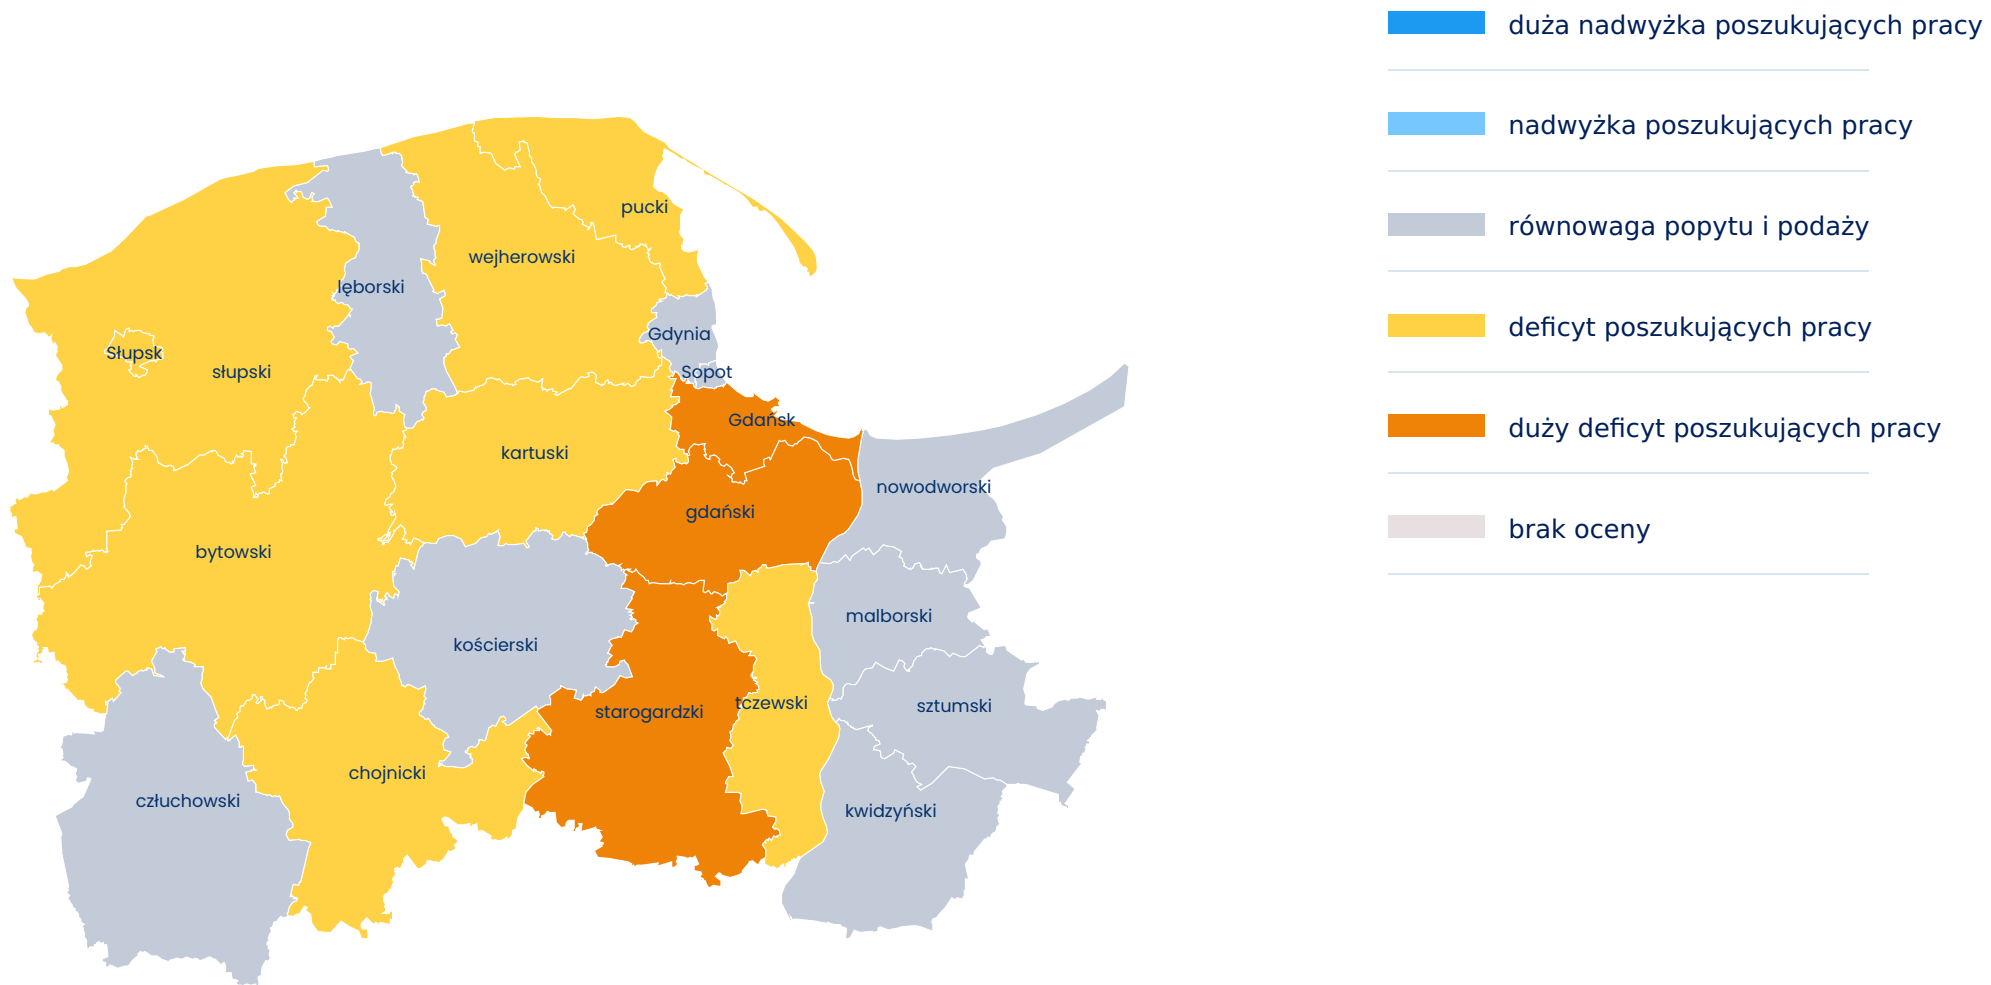 duża nadwyżka poszukujących pracy
nadwyżka poszukujących pracy
równowaga popytu i podaży
deficyt poszukujących pracy
duży deficyt poszukujących pracy
brak oceny
pucki
wejherowski
lęborski
Gdynia
Słupsk
słupski
Sopot
Gdańsk
kartuski
nowodworski
gdański
bytowski
malborski
kościerski
tczewski
sztumski
starogardzki
chojnicki
człuchowski
kwidzyński